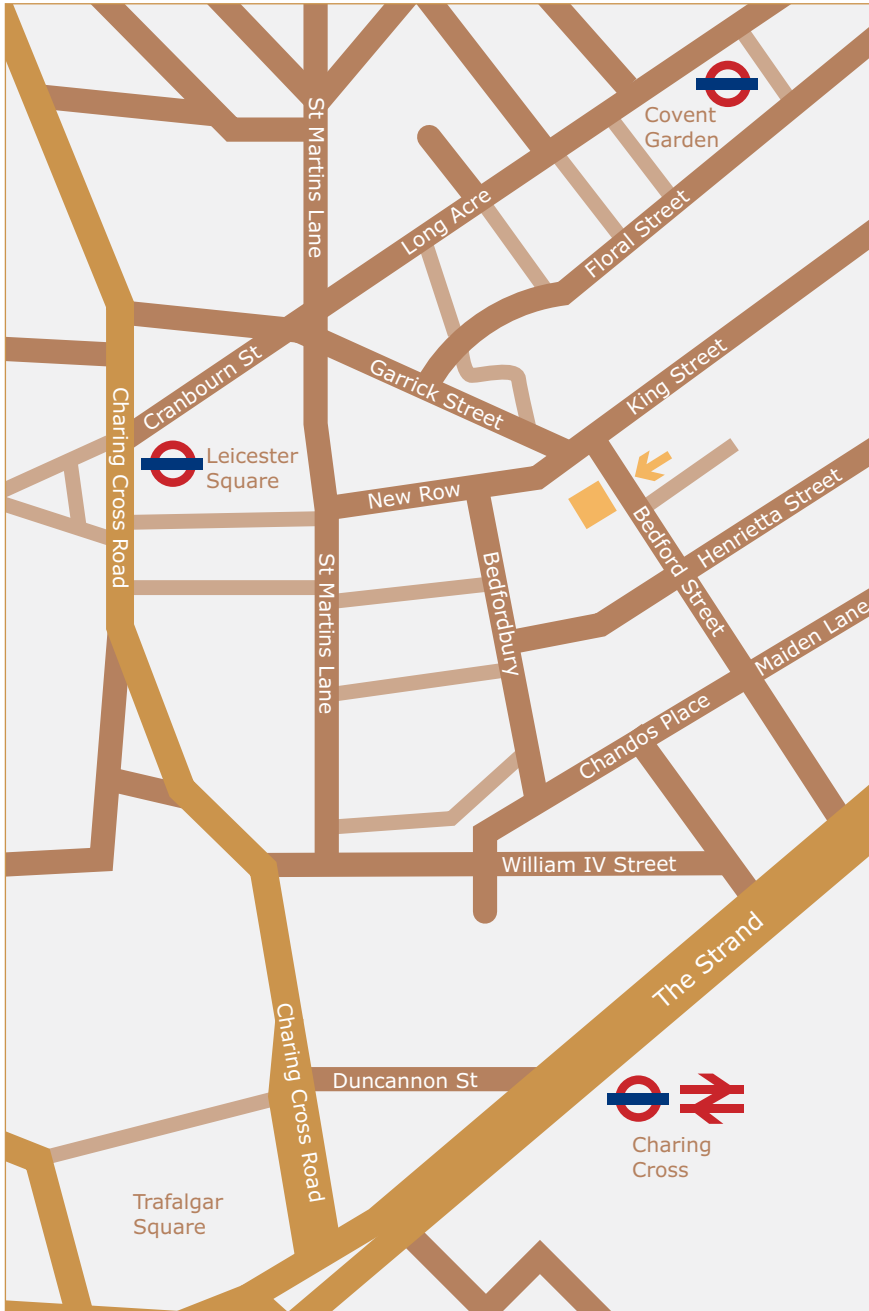 Covent
Garden
St Martins Lane
Long Acre
Floral Street
King Street
Cranbourn St
Garrick Street
Charing Cross Road
Leicester
Square
New Row
Bedford Street
Henrietta Street
Bedfordbury
St Martins Lane
Maiden Lane
Chandos Place
William IV Street
The Strand
Charing Cross Road
Duncannon St
Charing
Cross
Trafalgar
Square